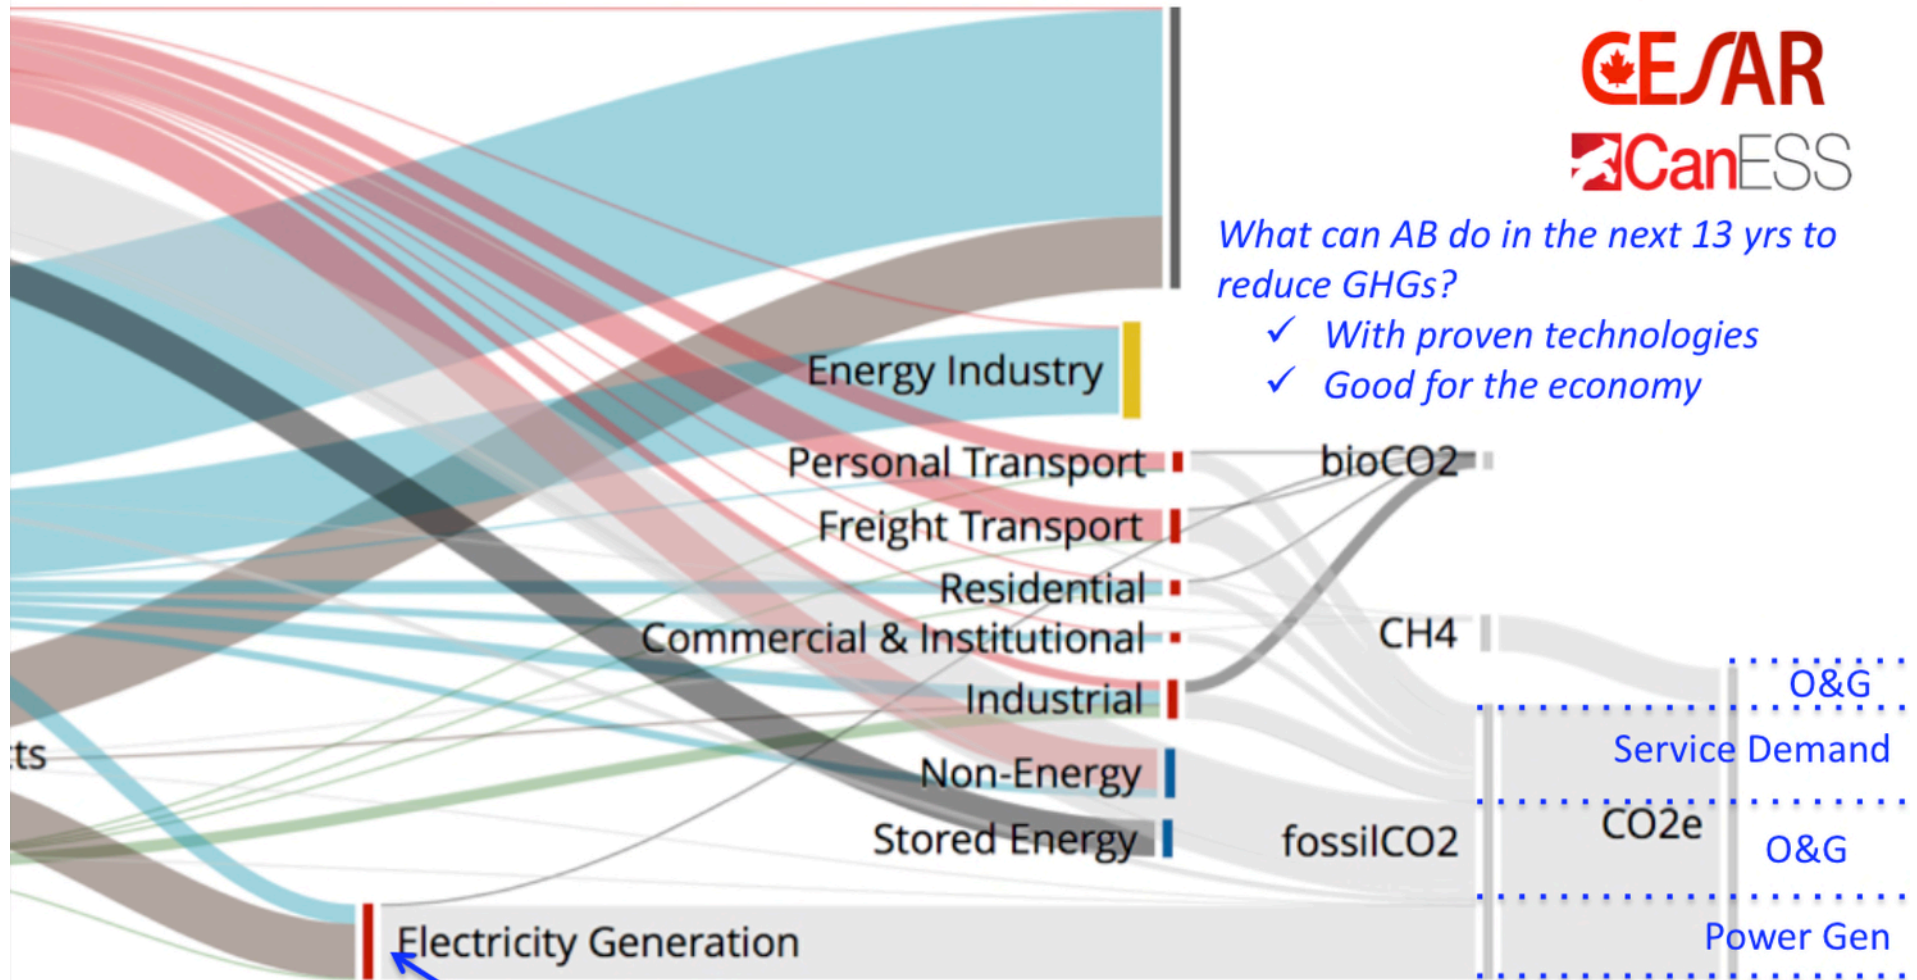 CESAR
CanESS
What can AB do in the next 13 yrs to
reduce GHGs?
✓ With proven technologies
✓ Good for the economy
Energy Industry
Personal Transport
bioCO2
Freight Transport
Residential
Commercial & Institutional
CH4
Industrial
O&G
Service Demand
:ts
Non-Energy
Stored Energy
fossilCO2
CO2e
O&G
Electricity Generation
Power Gen